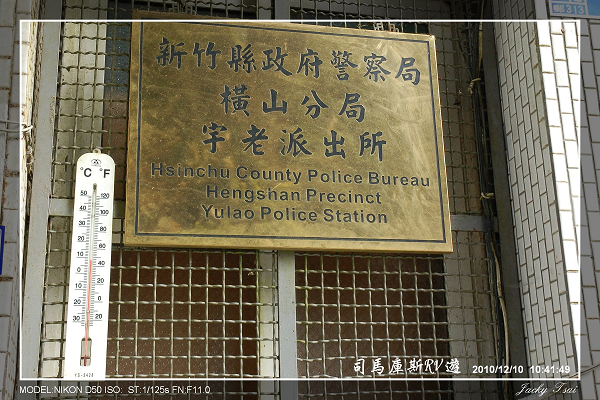 新竹縣政府警察局
橫山分局
宇老派出所
Hsinchu County Police Bureau
Hengshan Precinct
Yulao Police Station
°C °F
司馬庫斯RV遊 2010/12/10 10:41:49
MODEL:NIKON D50 ISO: ST:1/125s FN:F11.0
Jacky Tsai